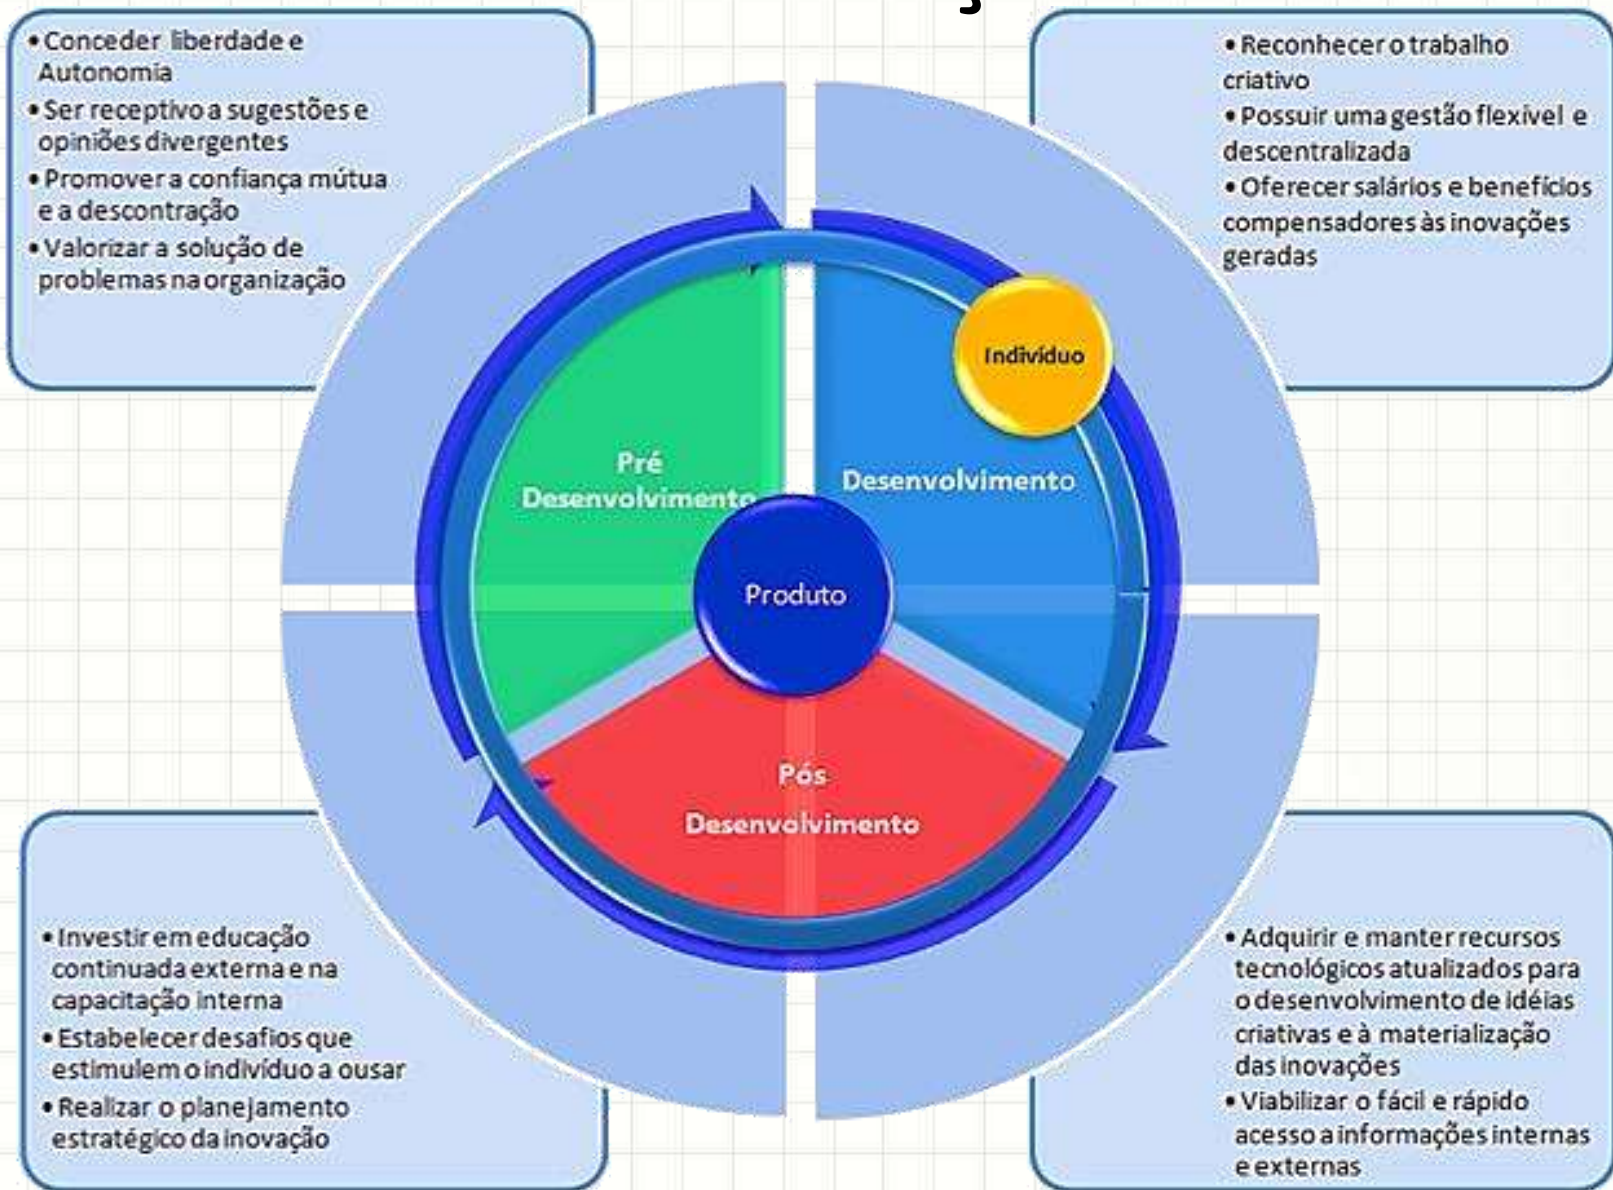 • Conceder liberdade e
Autonomia
• Ser receptivo a sugestões e
opiniões divergentes
• Promover a confiança mútua
e a descontração
• Valorizar a solução de
problemas na organização
• Reconhecer o trabalho
criativo
• Possuir uma gestão flexível e
descentralizada
• Oferecer salários e benefícios
compensadores às inovações
geradas
Indivíduo
Pré
Desenvolvimento
Desenvolvimento
Produto
Pós
Desenvolvimento
• Investir em educação
continuada externa e na
capacitação interna
• Estabelecer desafios que
estimulem o indivíduo a ousar
• Realizar o planejamento
estratégico da inovação
• Adquirir e manter recursos
tecnológicos atualizados para
o desenvolvimento de idéias
criativas e à materialização
das inovações
• Viabilizar o fácil e rápido
acesso a informações internas
e externas